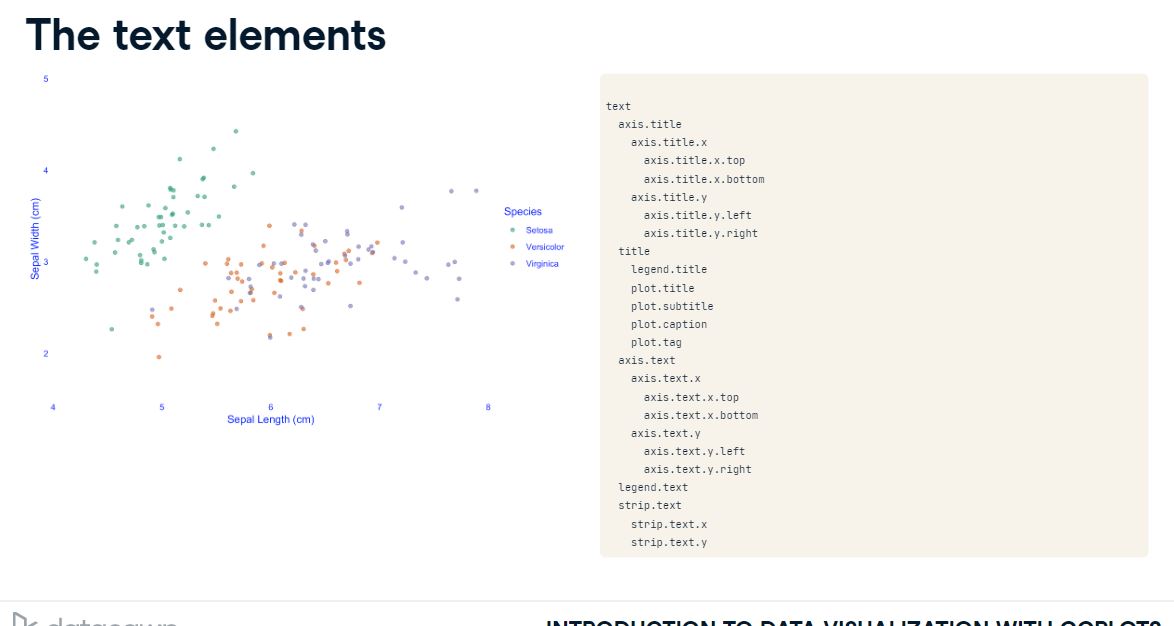 The text elements
5
4
3
2
Sepal Width (cm)
4 5 6 7 8
Sepal Length (cm)
Species
Setosa
Versicolor
Virginica
text
axis.title
axis.title.x
axis.title.x.top
axis.title.x.bottom
axis.title.y
axis.title.y.left
axis.title.y.right
title
legend.title
plot.title
plot.subtitle
plot.caption
plot.tag
axis.text
axis.text.x
axis.text.x.top
axis.text.x.bottom
axis.text.y
axis.text.y.left
axis.text.y.right
legend.text
strip.text
strip.text.x
strip.text.y
datacamp
INTRODUCTION TO DATA VISUALIZATION WITH GGPLOT2